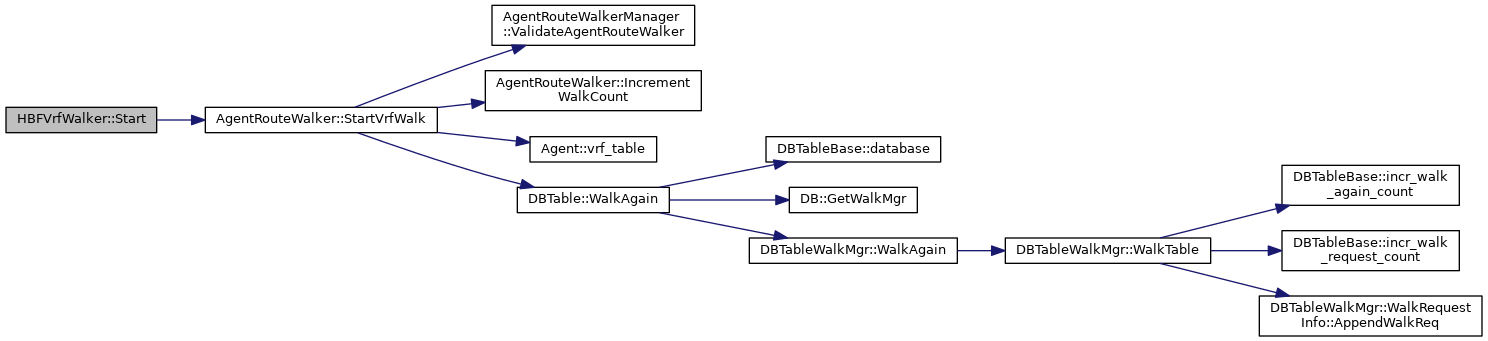 HBFVrfWalker::Start
AgentRouteWalker::StartVrfWalk
AgentRouteWalkerManager
::ValidateAgentRouteWalker
AgentRouteWalker::Increment
WalkCount
Agent::vrf_table
DBTable::WalkAgain
DBTableBase::database
DB::GetWalkMgr
DBTableWalkMgr::WalkAgain
DBTableWalkMgr::WalkTable
DBTableBase::incr_walk
_again_count
DBTableBase::incr_walk
_request_count
DBTableWalkMgr::WalkRequest
Info::AppendWalkReq